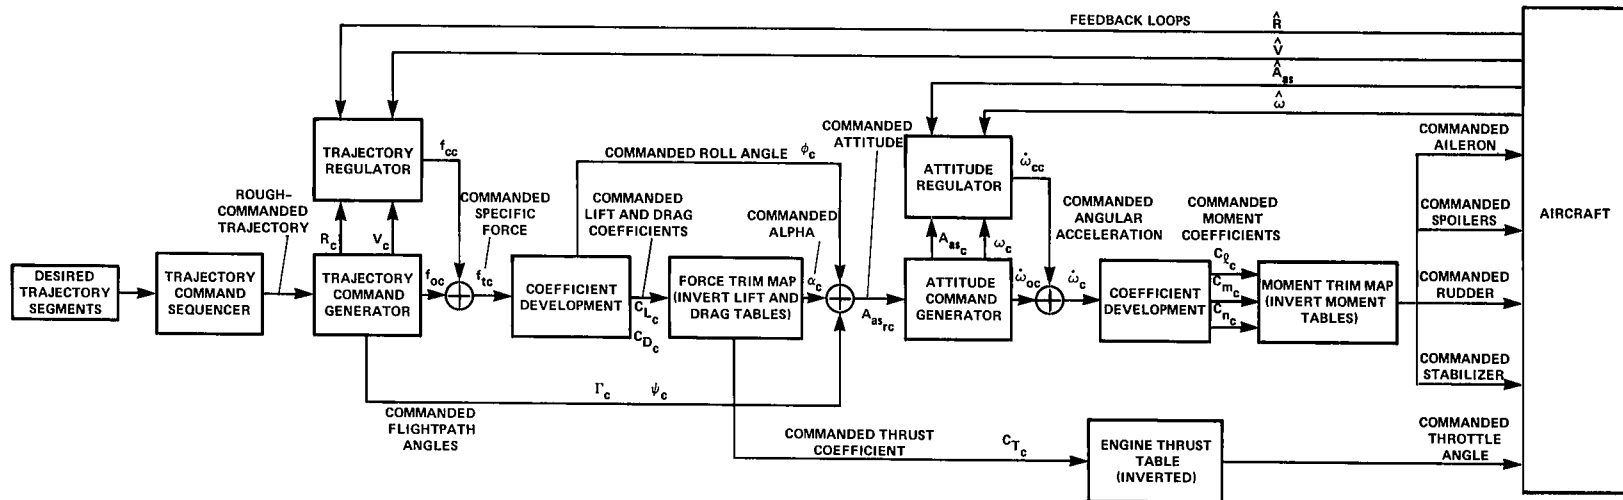 FEEDBACK LOOPS
R̂
V̂
Â_as
ω̂
TRAJECTORY
REGULATOR
f_cc
COMMANDED ROLL ANGLE ϕ_c
COMMANDED
ATTITUDE
ATTITUDE
REGULATOR
ω̇_cc
COMMANDED
AILERON
ROUGH-
COMMANDED
TRAJECTORY
R_c
V_c
COMMANDED
SPECIFIC
FORCE
COMMANDED
LIFT AND DRAG
COEFFICIENTS
COMMANDED
ALPHA
A_as_c
ω_c
COMMANDED
ANGULAR
ACCELERATION
COMMANDED
MOMENT
COEFFICIENTS
COMMANDED
SPOILERS
AIRCRAFT
DESIRED
TRAJECTORY
SEGMENTS
TRAJECTORY
COMMAND
SEQUENCER
TRAJECTORY
COMMAND
GENERATOR
f_oc
f_tc
COEFFICIENT
DEVELOPMENT
C_L_c
C_D_c
FORCE TRIM MAP
(INVERT LIFT AND
DRAG TABLES)
α_c
A_as_rc
ATTITUDE
COMMAND
GENERATOR
ω̇_oc
ω̇_c
COEFFICIENT
DEVELOPMENT
C_ℓ_c
C_m_c
C_n_c
MOMENT TRIM MAP
(INVERT MOMENT
TABLES)
COMMANDED
RUDDER
COMMANDED
STABILIZER
Γ_c ψ_c
COMMANDED
FLIGHTPATH
ANGLES
COMMANDED THRUST
COEFFICIENT
C_T_c
ENGINE THRUST
TABLE
(INVERTED)
COMMANDED
THROTTLE
ANGLE